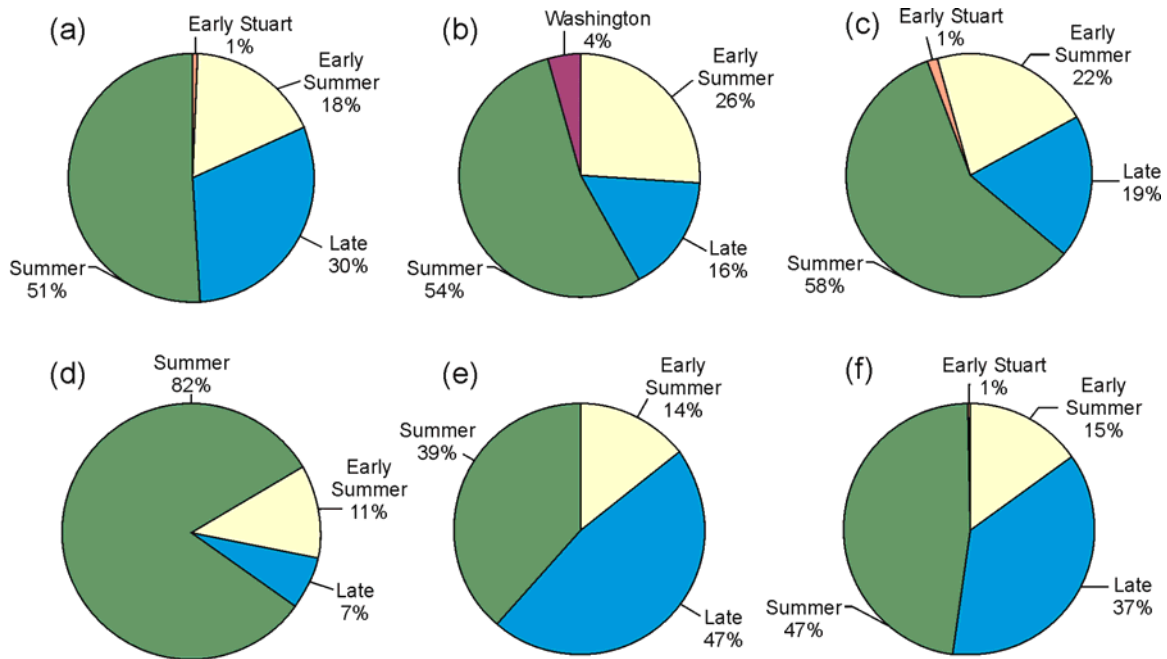 (a)
Early Stuart
1%
Early
Summer
18%
Late
30%
Summer
51%
(b)
Washington
4%
Early
Summer
26%
Late
16%
Summer
54%
(c)
Early Stuart
1%
Early
Summer
22%
Late
19%
Summer
58%
(d)
Summer
82%
Early
Summer
11%
Late
7%
(e)
Early
Summer
14%
Summer
39%
Late
47%
(f)
Early Stuart
1%
Early
Summer
15%
Late
37%
Summer
47%